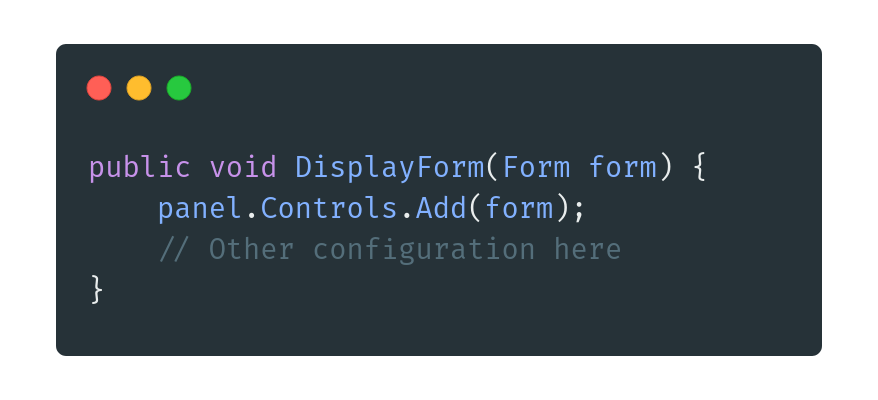 public void DisplayForm(Form form) {
    panel.Controls.Add(form);
    // Other configuration here
}